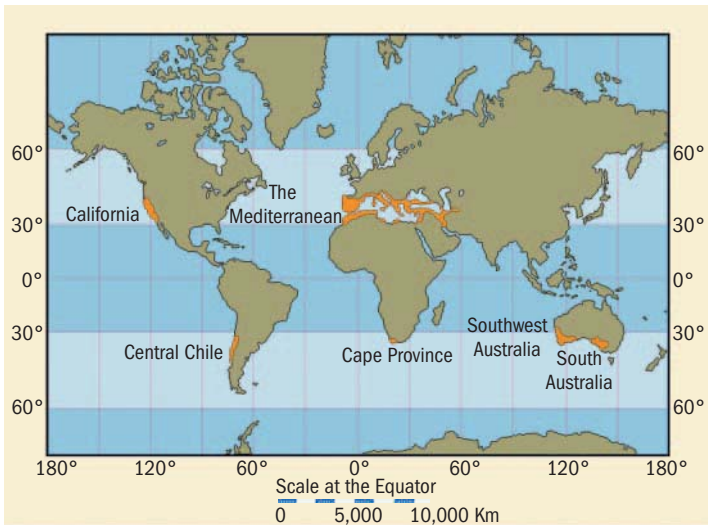 60°
60°
The
California
Mediterranean
30°
30°
0°
0°
30°
Southwest
Australia
30°
Central Chile
Cape Province
South
Australia
60°
60°
180°
120°
60°
0°
60°
120°
180°
Scale at the Equator
0
5,000
10,000 Km